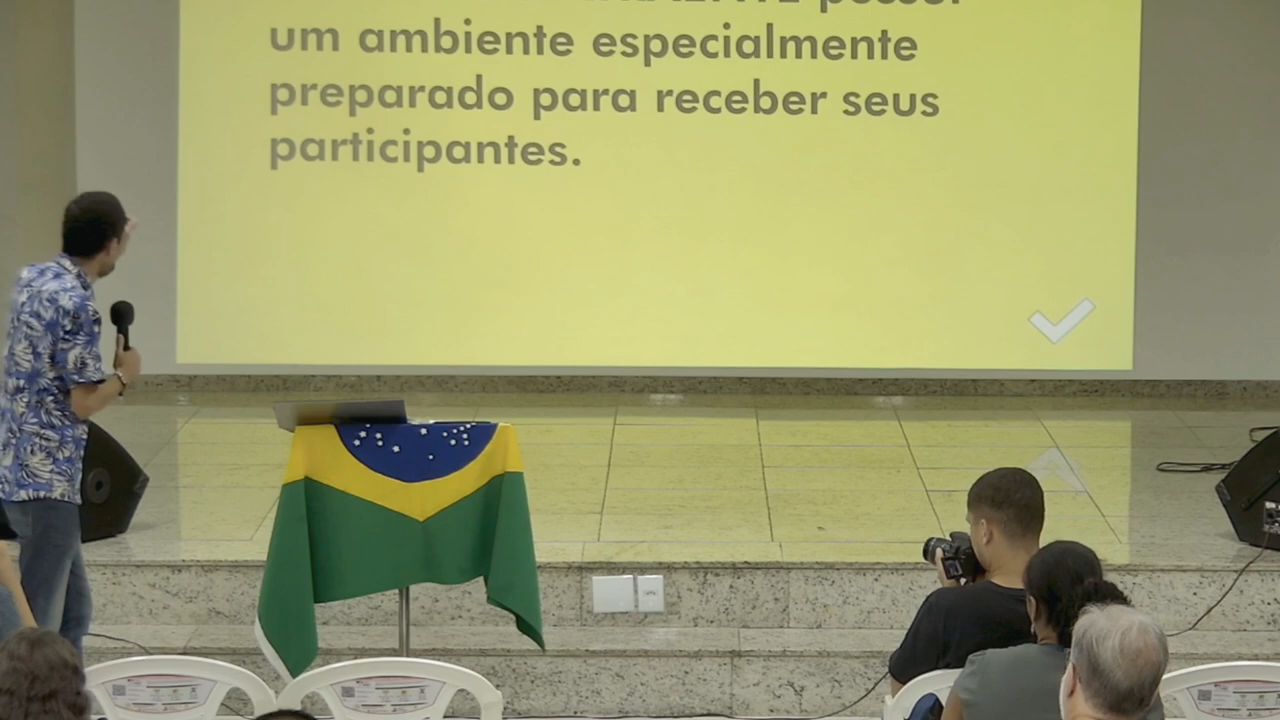 um ambiente especialmente
preparado para receber seus
participantes.